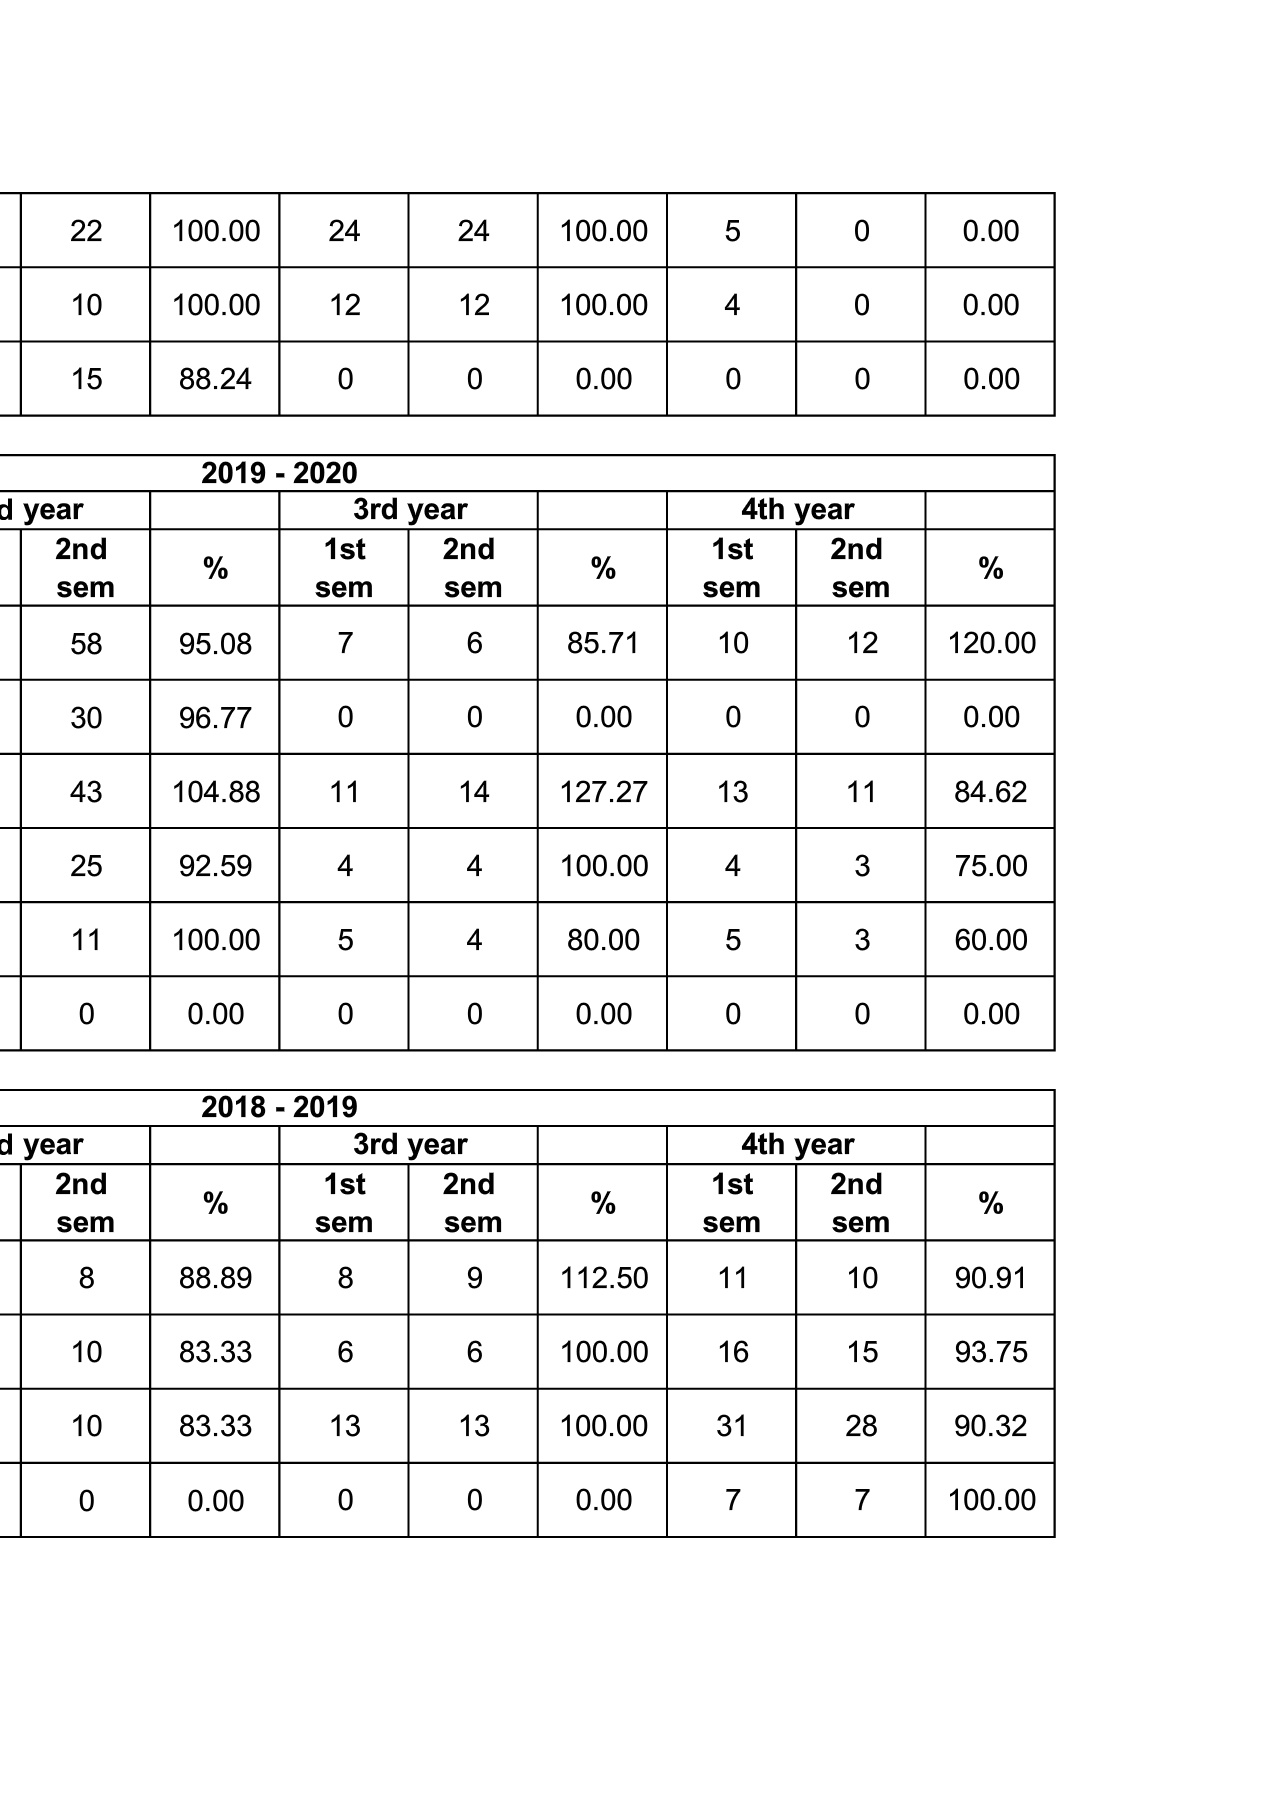 22 100.00 24 24 100.00 5 0 0.00
10 100.00 12 12 100.00 4 0 0.00
15 88.24 0 0 0.00 0 0 0.00
2019 - 2020
d year 3rd year 4th year
2nd sem % 1st sem 2nd sem % 1st sem 2nd sem %
58 95.08 7 6 85.71 10 12 120.00
30 96.77 0 0 0.00 0 0 0.00
43 104.88 11 14 127.27 13 11 84.62
25 92.59 4 4 100.00 4 3 75.00
11 100.00 5 4 80.00 5 3 60.00
0 0.00 0 0 0.00 0 0 0.00
2018 - 2019
d year 3rd year 4th year
2nd sem % 1st sem 2nd sem % 1st sem 2nd sem %
8 88.89 8 9 112.50 11 10 90.91
10 83.33 6 6 100.00 16 15 93.75
10 83.33 13 13 100.00 31 28 90.32
0 0.00 0 0 0.00 7 7 100.00